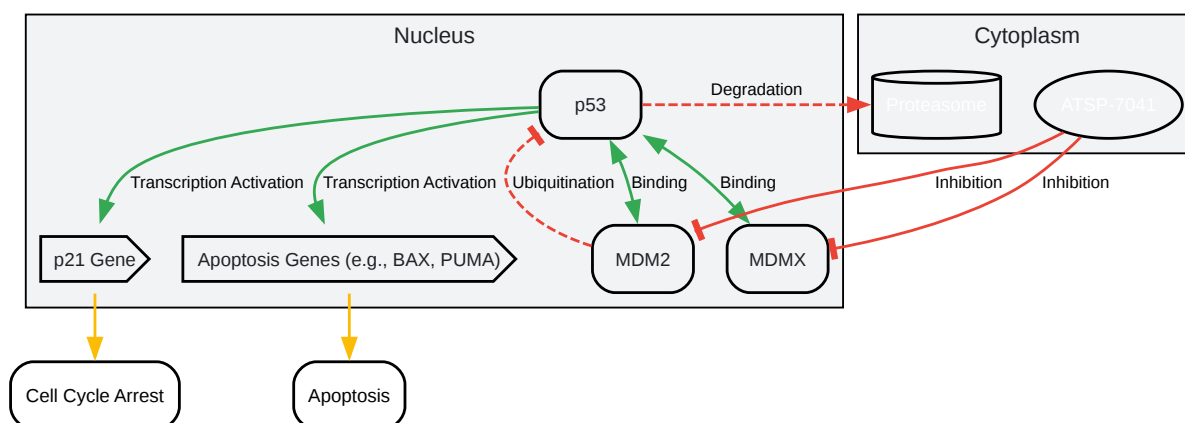 Nucleus
Cytoplasm
p53
Degradation
Proteasome
ATSP-7041
Transcription Activation
Transcription Activation
Ubiquitination
Binding
Binding
Inhibition
Inhibition
p21 Gene
Apoptosis Genes (e.g., BAX, PUMA)
MDM2
MDMX
Cell Cycle Arrest
Apoptosis